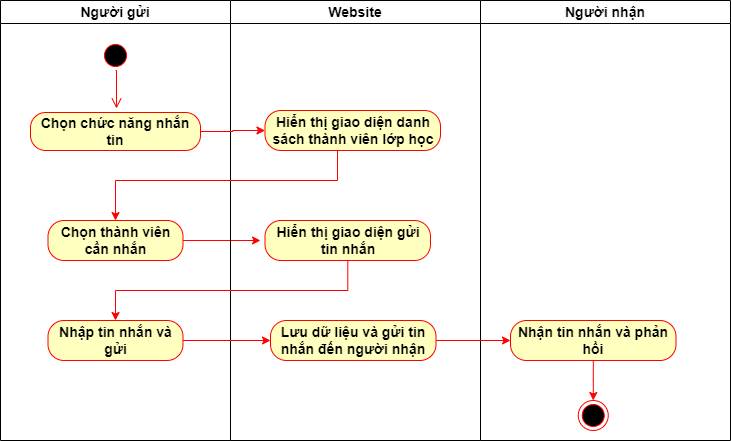 Người gửi
Website
Người nhận
Chọn chức năng nhắn
tin
Hiển thị giao diện danh
sách thành viên lớp học
Chọn thành viên
cần nhắn
Hiển thị giao diện gửi
tin nhắn
Nhập tin nhắn và
gửi
Lưu dữ liệu và gửi tin
nhắn đến người nhận
Nhận tin nhắn và phản
hồi